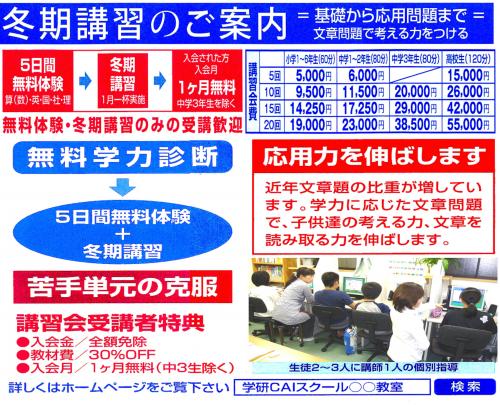 冬期講習のご案内
=基礎から応用問題まで=
文章問題で考える力をつける
5日間
無料体験
算(数)・英・国・社・理
冬期
講習
1月一杯実施
入会された方
入会月
1ヶ月無料
中学3年生を除く
無料体験・冬期講習のみの受講歓迎
講習会費
小学1~6年生(60分) 中学1~2年生(80分) 中学3年生(80分) 高校生(120分)
5回 5,000円 6,000円 15,000円
10回 9,500円 11,500円 20,000円 26,000円
15回 14,250円 17,250円 29,000円 42,000円
20回 19,000円 23,000円 38,500円 55,000円
無料学力診断
5日間無料体験
+
冬期講習
苦手単元の克服
講習会受講者特典
●入会金/全額免除
●教材費/30%OFF
●入会月/1ヶ月無料(中3生除く)
応用力を伸ばします
近年文章題の比重が増してい
ます。学力に応じた文章問題
で、子供達の考える力、文章を
読み取る力を伸ばします。
生徒2~3人に講師1人の個別指導
詳しくはホームページをご覧下さい 学研CAIスクール○○教室 検索